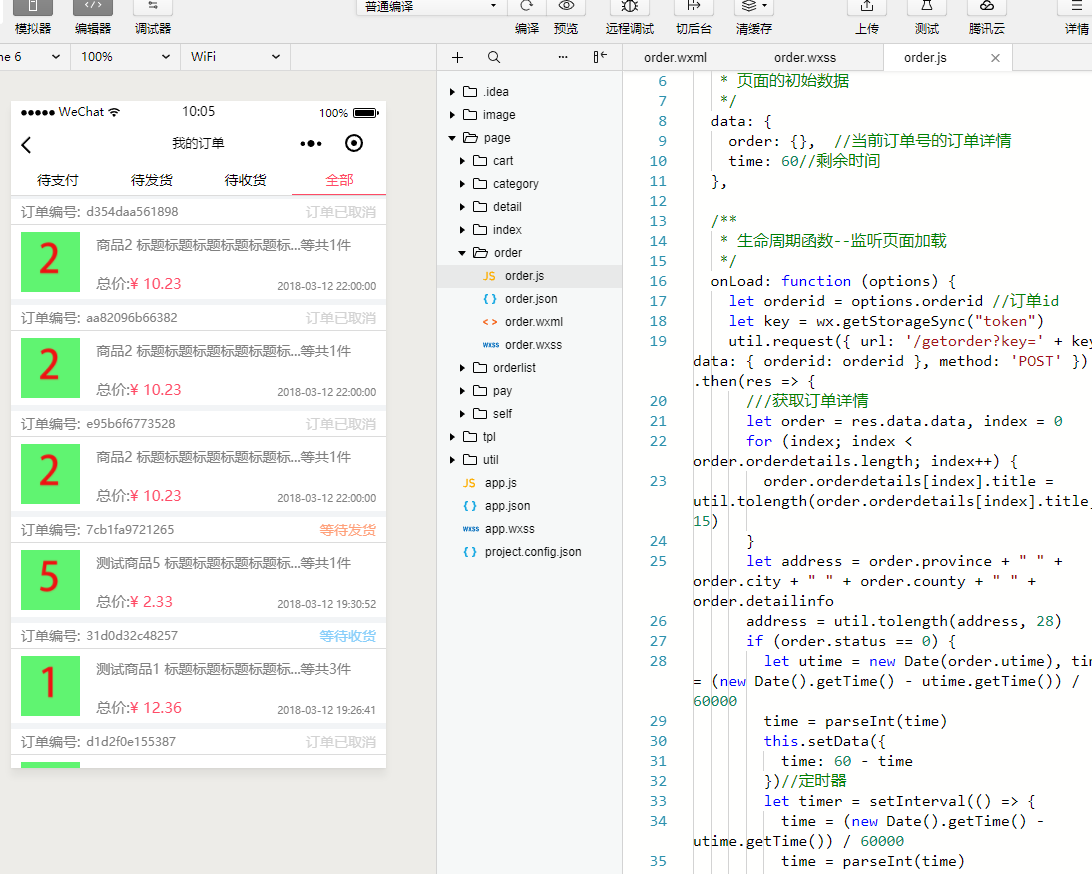 普通编译
模拟器 编辑器 调试器 编译 预览 远程调试 切后台 清缓存 上传 测试 腾讯云 详情
ne 6 100% WiFi
WeChat 10:05 100%
我的订单
待支付 待发货 待收货 全部
订单编号: d354daa561898 订单已取消
2
商品2 标题标题标题标题标题标...等共1件
总价:¥ 10.23 2018-03-12 22:00:00
订单编号: aa82096b66382 订单已取消
2
商品2 标题标题标题标题标题标...等共1件
总价:¥ 10.23 2018-03-12 22:00:00
订单编号: e95b6f6773528 订单已取消
2
商品2 标题标题标题标题标题标...等共1件
总价:¥ 10.23 2018-03-12 22:00:00
订单编号: 7cb1fa9721265 等待发货
5
测试商品5 标题标题标题标题标...等共1件
总价:¥ 2.33 2018-03-12 19:30:52
订单编号: 31d0d32c48257 等待收货
1
测试商品1 标题标题标题标题标...等共3件
总价:¥ 12.36 2018-03-12 19:26:41
订单编号: d1d2f0e155387 订单已取消
.idea
image
page
cart
category
detail
index
order
JS order.js
{ } order.json
< > order.wxml
wxss order.wxss
orderlist
pay
self
tpl
util
JS app.js
{ } app.json
wxss app.wxss
{ } project.config.json
order.wxml order.wxss order.js
6 * 页面的初始数据
7 */
8 data: {
9 order: {}, //当前订单号的订单详情
10 time: 60//剩余时间
11 },
12
13 /**
14 * 生命周期函数--监听页面加载
15 */
16 onLoad: function (options) {
17 let orderid = options.orderid //订单id
18 let key = wx.getStorageSync("token")
19 util.request({ url: '/getorder?key=' + key
data: { orderid: orderid }, method: 'POST' })
.then(res => {
20 ///获取订单详情
21 let order = res.data.data, index = 0
22 for (index; index <
order.orderdetails.length; index++) {
23 order.orderdetails[index].title =
util.tolength(order.orderdetails[index].title,
15)
24 }
25 let address = order.province + " " +
order.city + " " + order.county + " " +
order.detailinfo
26 address = util.tolength(address, 28)
27 if (order.status == 0) {
28 let utime = new Date(order.utime), tim
= (new Date().getTime() - utime.getTime()) /
60000
29 time = parseInt(time)
30 this.setData({
31 time: 60 - time
32 })//定时器
33 let timer = setInterval(() => {
34 time = (new Date().getTime() -
utime.getTime()) / 60000
35 time = parseInt(time)